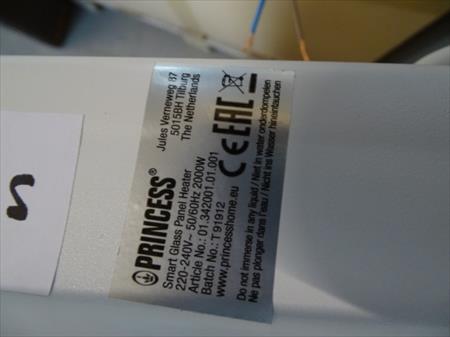 PRINCESS®
Smart Glass Panel Heater
220-240V~ 50/60Hz 2000W
Article No.: 01.342001.01.001
Batch No.: T91912
www.princesshome.eu
Jules Verneweg 87
5015BH Tilburg
The Netherlands
CE EAC
Do not immerse in any liquid / Niet in water onderdompelen
Ne pas plonger dans l'eau / Nicht ins Wasser hineintauchen
n